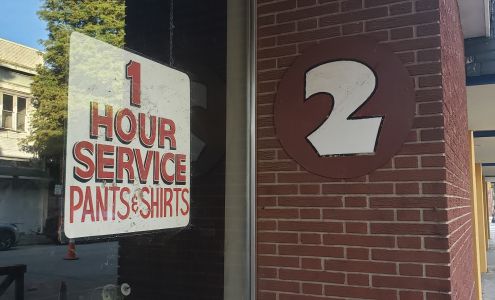 1
HOUR
SERVICE
PANTS & SHIRTS
2